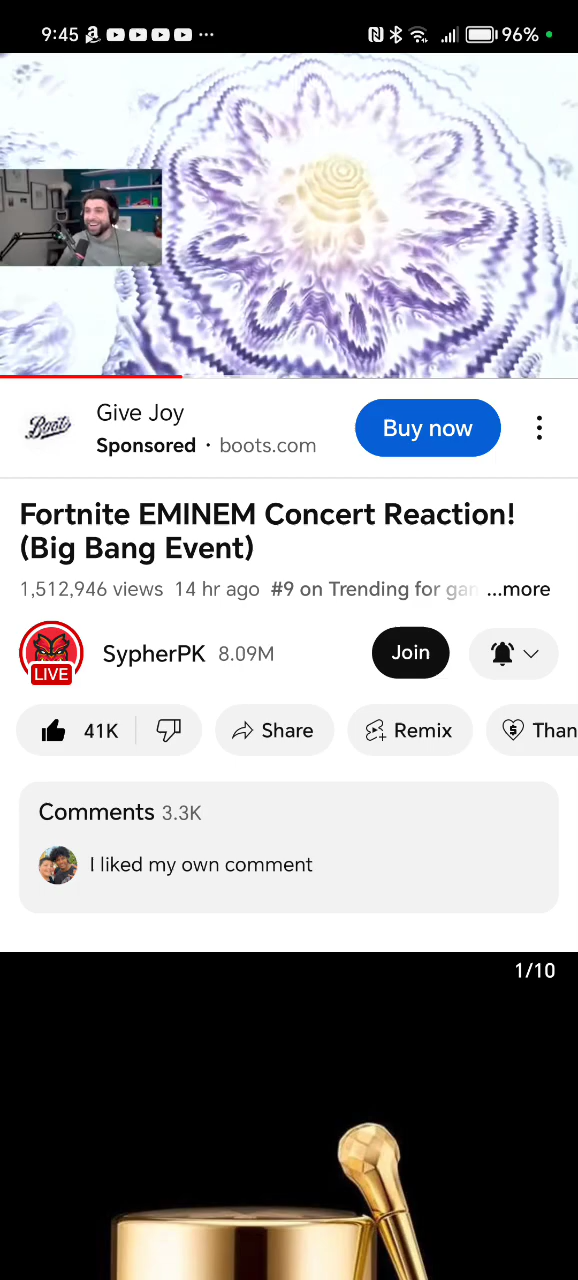 9:45
96%
Boots
Give Joy
Sponsored · boots.com
Buy now
Fortnite EMINEM Concert Reaction!
(Big Bang Event)
1,512,946 views 14 hr ago #9 on Trending for gan ...more
LIVE
SypherPK 8.09M
Join
41K
Share
Remix
Than
Comments 3.3K
I liked my own comment
1/10